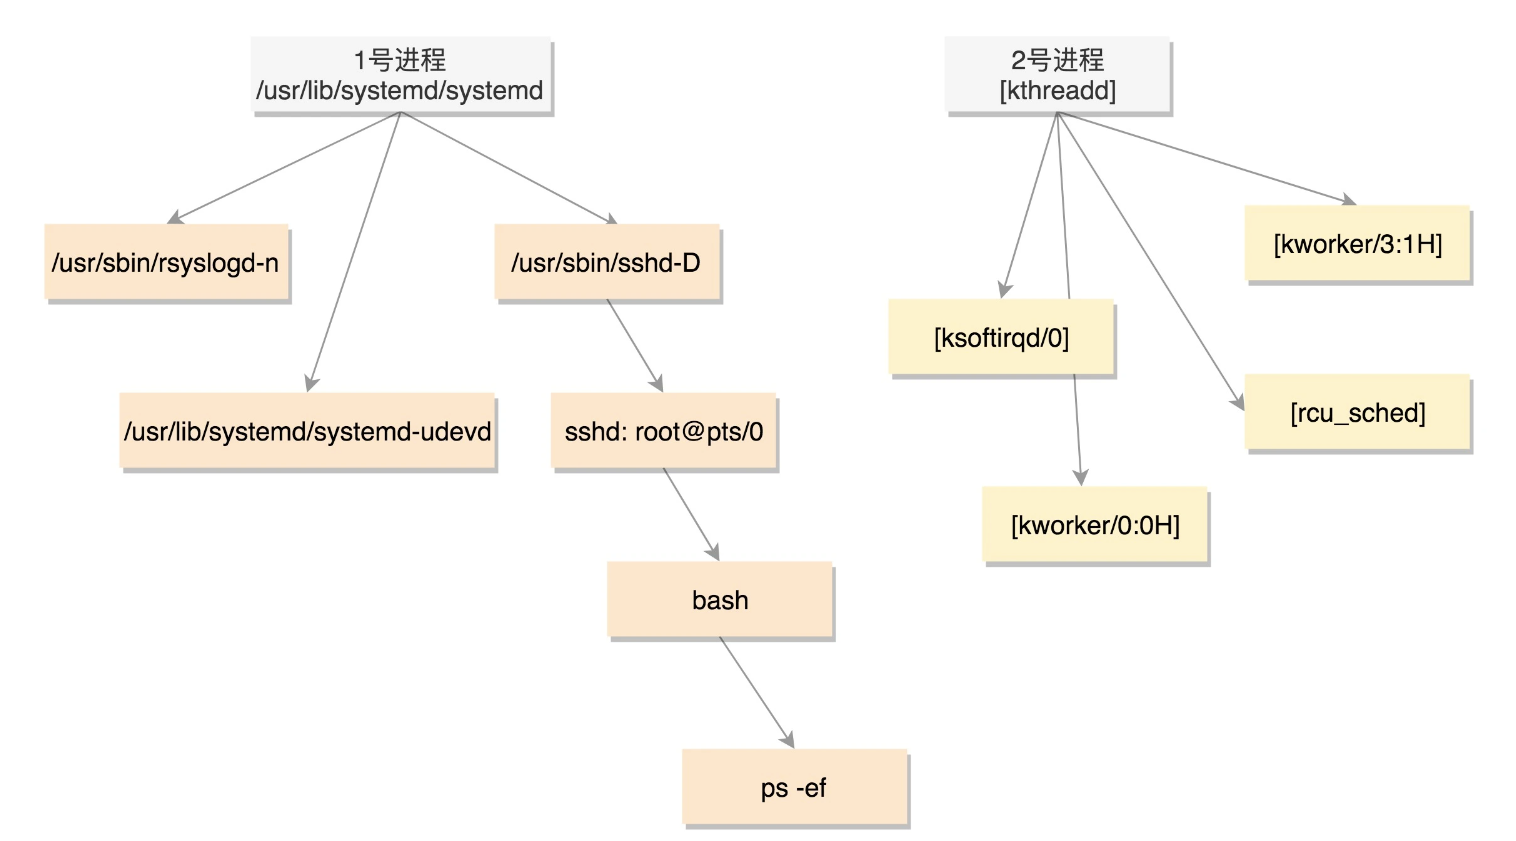 1号进程
/usr/lib/systemd/systemd
2号进程
[kthreadd]
/usr/sbin/rsyslogd-n
/usr/sbin/sshd-D
[kworker/3:1H]
[ksoftirqd/0]
/usr/lib/systemd/systemd-udevd
sshd: root@pts/0
[rcu_sched]
[kworker/0:0H]
bash
ps -ef